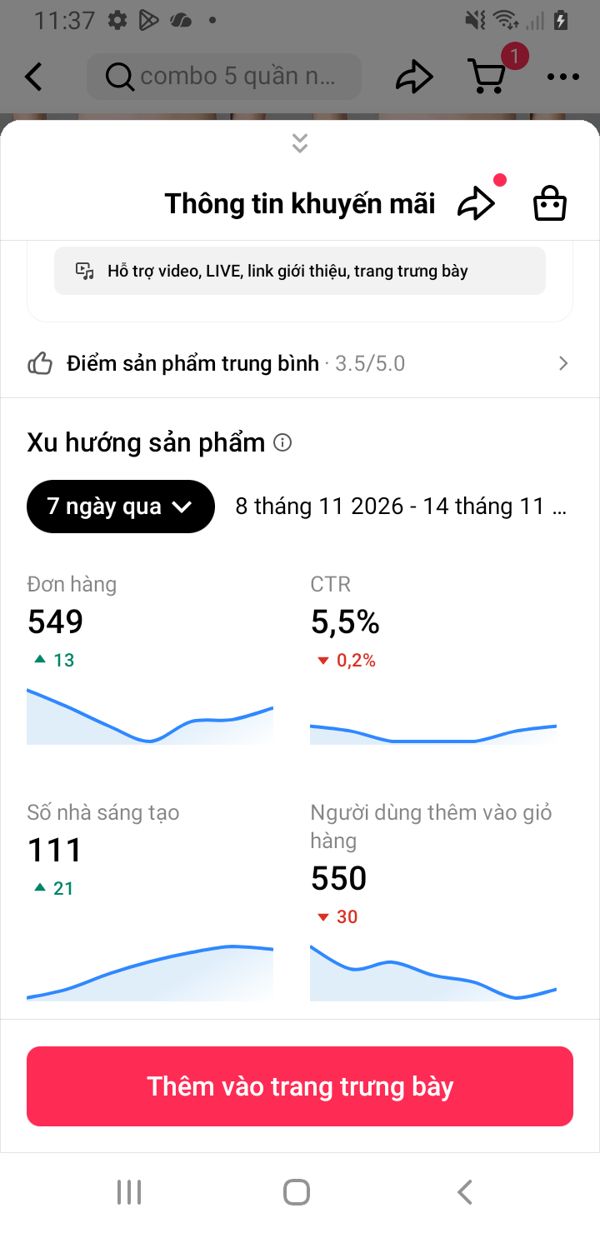 11:37
1
combo 5 quần n...
Thông tin khuyến mãi
Hỗ trợ video, LIVE, link giới thiệu, trang trưng bày
Điểm sản phẩm trung bình · 3.5/5.0
Xu hướng sản phẩm
7 ngày qua 8 tháng 11 2026 - 14 tháng 11 ...
Đơn hàng
549
13
CTR
5,5%
0,2%
Số nhà sáng tạo
111
21
Người dùng thêm vào giỏ
hàng
550
30
Thêm vào trang trưng bày